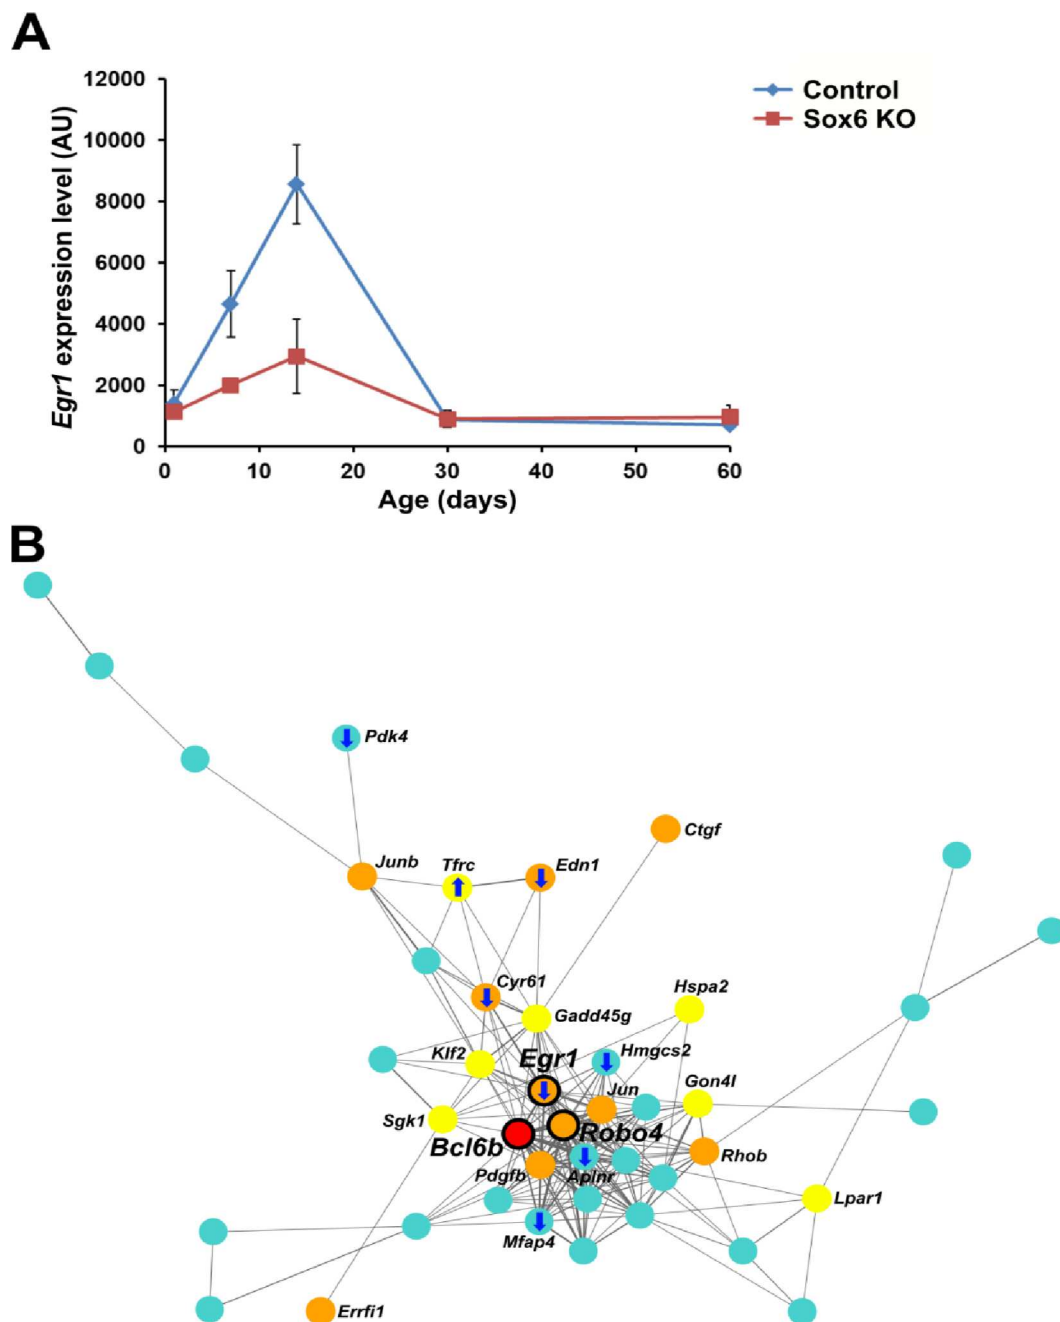 A
Egr1 expression level (AU)
12000
10000
8000
6000
4000
2000
0
0 10 20 30 40 50 60
Age (days)
Control
Sox6 KO
B
Pdk4
Ctgf
Junb
Tfrc
Edn1
Cyr61
Hspa2
Gadd45g
Klf2
Egr1
Hmgcs2
Jun
Gon4l
Sgk1
Bcl6b
Robo4
Rhob
Pdgfb
Aplnr
Lpar1
Mfap4
Errfi1